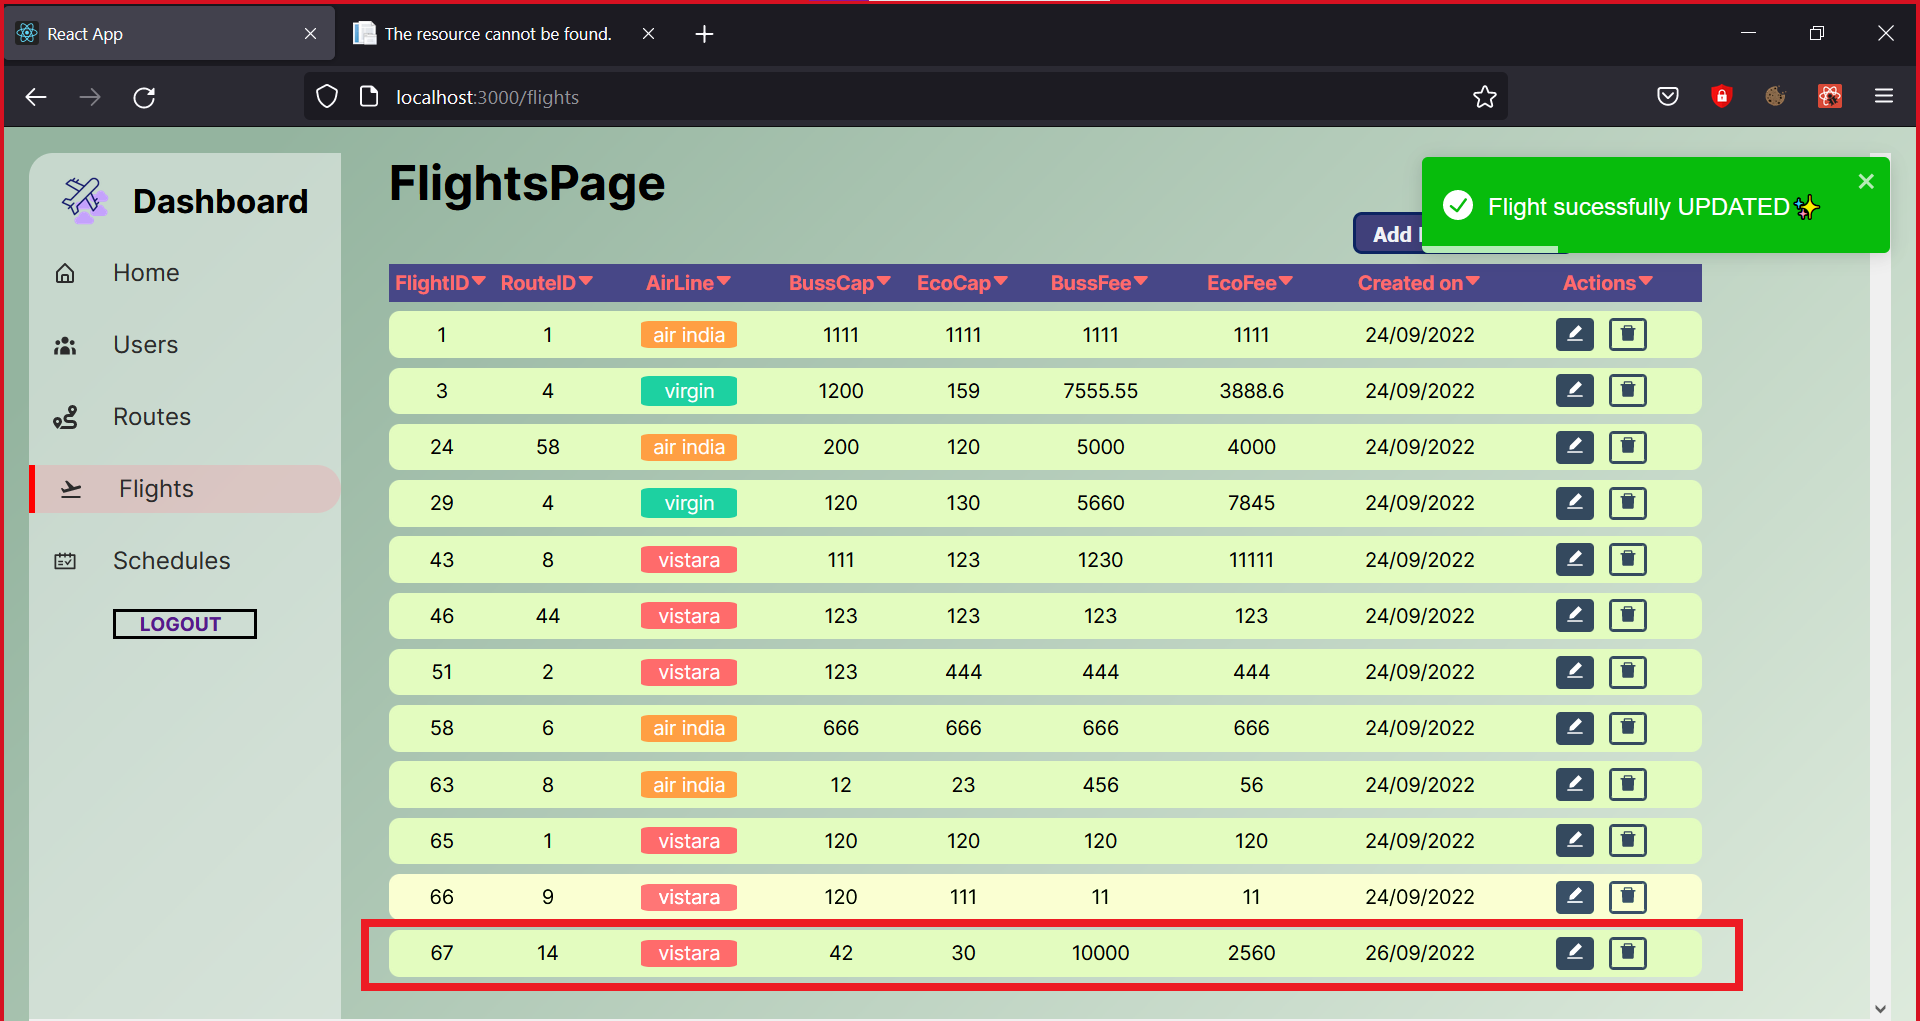 React App
The resource cannot be found.
localhost:3000/flights
Dashboard
Home
Users
Routes
Flights
Schedules
LOGOUT
FlightsPage
Flight sucessfully UPDATED✨
Add
FlightID RouteID AirLine BussCap EcoCap BussFee EcoFee Created on Actions
1 1 air india 1111 1111 1111 1111 24/09/2022
3 4 virgin 1200 159 7555.55 3888.6 24/09/2022
24 58 air india 200 120 5000 4000 24/09/2022
29 4 virgin 120 130 5660 7845 24/09/2022
43 8 vistara 111 123 1230 11111 24/09/2022
46 44 vistara 123 123 123 123 24/09/2022
51 2 vistara 123 444 444 444 24/09/2022
58 6 air india 666 666 666 666 24/09/2022
63 8 air india 12 23 456 56 24/09/2022
65 1 vistara 120 120 120 120 24/09/2022
66 9 vistara 120 111 11 11 24/09/2022
67 14 vistara 42 30 10000 2560 26/09/2022